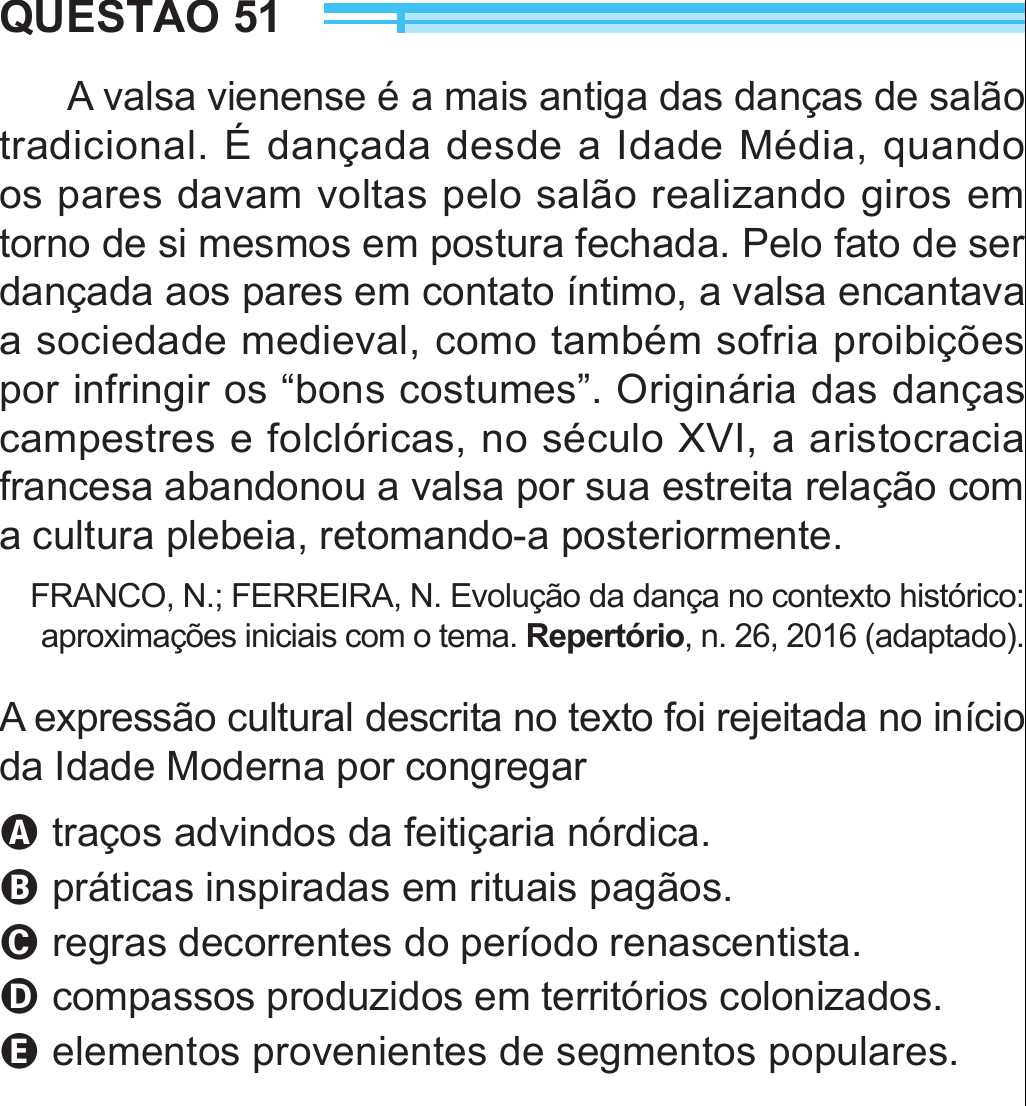 QUESTÃO 51
A valsa vienense é a mais antiga das danças de salão
tradicional. É dançada desde a Idade Média, quando
os pares davam voltas pelo salão realizando giros em
torno de si mesmos em postura fechada. Pelo fato de ser
dançada aos pares em contato íntimo, a valsa encantava
a sociedade medieval, como também sofria proibições
por infringir os “bons costumes”. Originária das danças
campestres e folclóricas, no século XVI, a aristocracia
francesa abandonou a valsa por sua estreita relação com
a cultura plebeia, retomando-a posteriormente.
FRANCO, N.; FERREIRA, N. Evolução da dança no contexto histórico:
aproximações iniciais com o tema. Repertório, n. 26, 2016 (adaptado).
A expressão cultural descrita no texto foi rejeitada no início
da Idade Moderna por congregar
A traços advindos da feitiçaria nórdica.
B práticas inspiradas em rituais pagãos.
C regras decorrentes do período renascentista.
D compassos produzidos em territórios colonizados.
E elementos provenientes de segmentos populares.